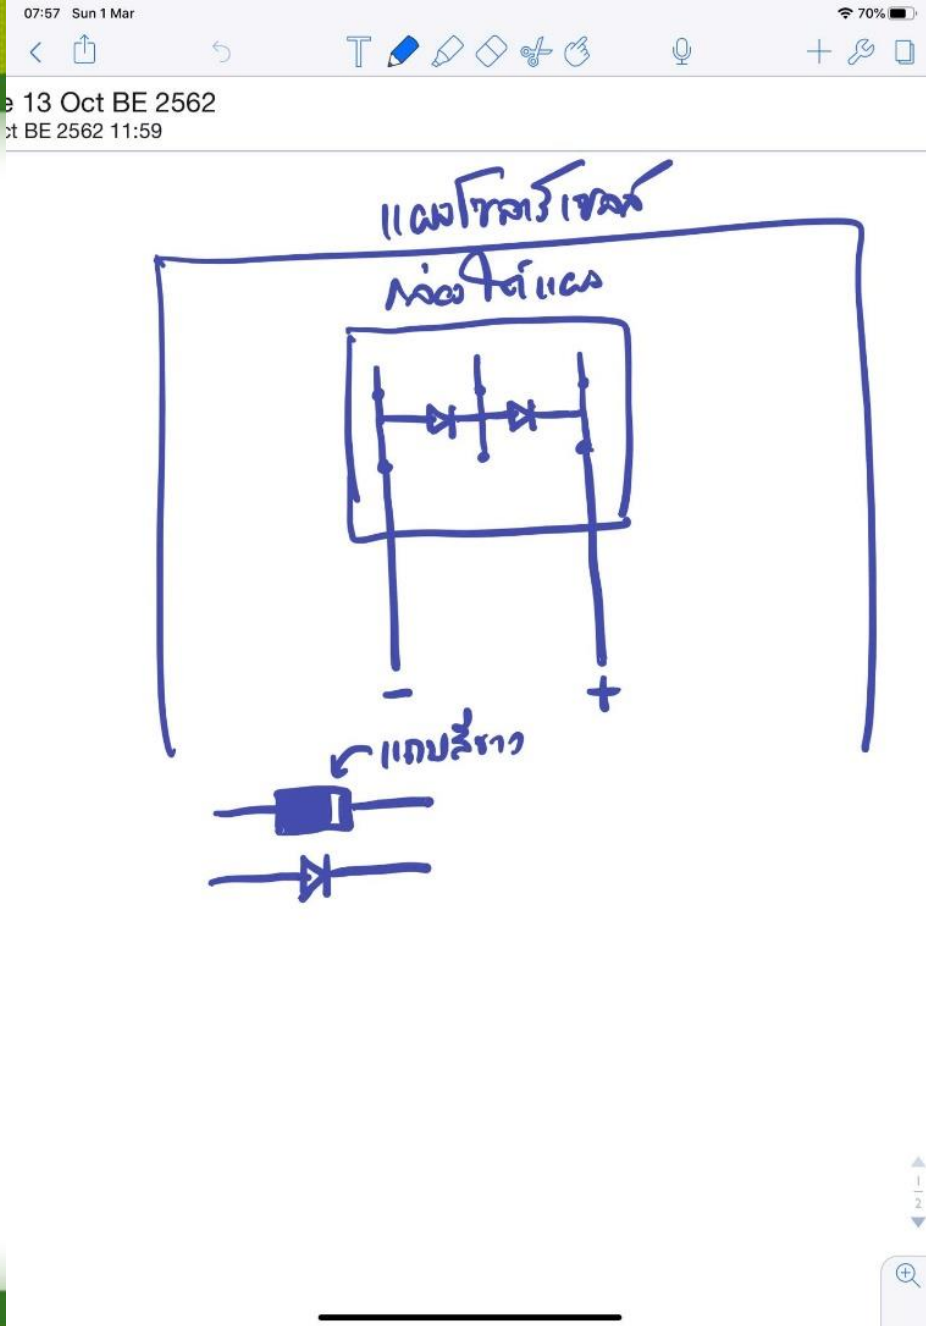 07:57 Sun 1 Mar
70%
e 13 Oct BE 2562
ct BE 2562 11:59
แผงโซลาร์เซลล์
กล่องใต้แผง
-
+
แถบสีขาว
1
2